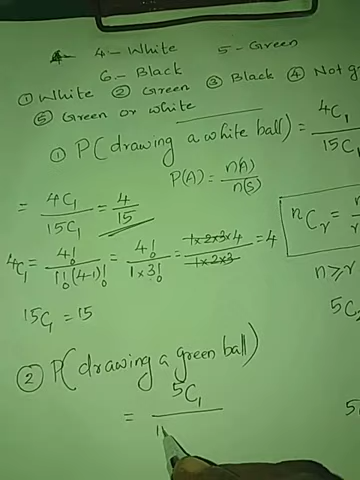 4 - White 5 - Green
6 - Black
① White ② Green ③ Black ④ Not
⑤ Green or white
① P(drawing a white ball) = 4C₁ / 15C₁
P(A) = n(A) / n(S)
= 4C₁ / 15C₁ = 4 / 15
4C₁ = 4! / 1!(4-1)! = 4! / 1×3! = 1×2×3×4 / 1×2×3 = 4
nCr =
n ≥ r
15C₁ = 15
② P(drawing a green ball)
= 5C₁ / 1